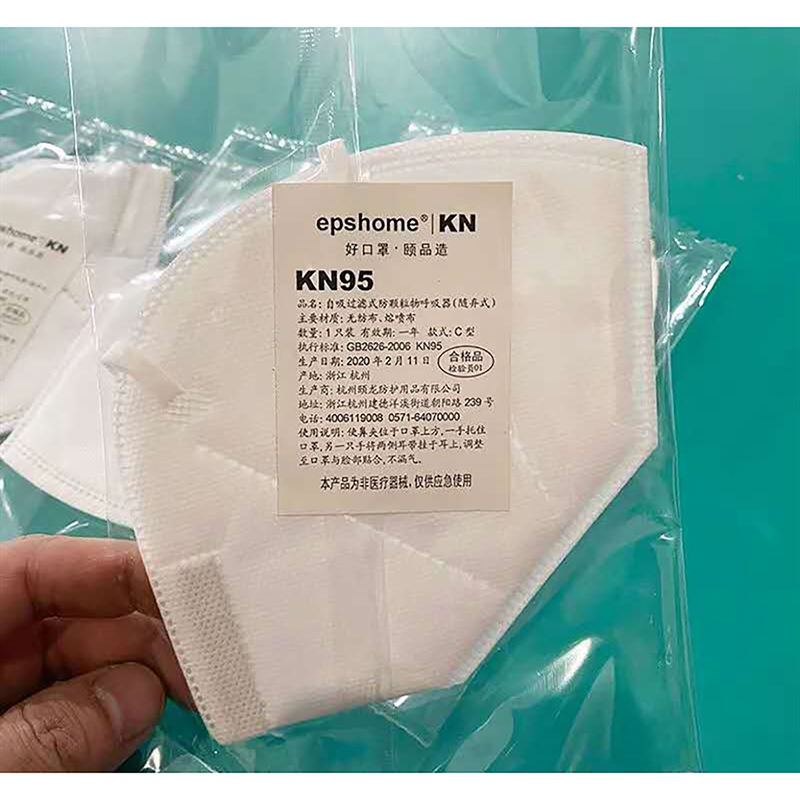 epshome®|KN
好口罩·颐品造
KN95
品名: 自吸过滤式防颗粒物呼吸器(随弃式)
主要材质: 无纺布、熔喷布
数量: 1只装 有效期: 一年 款式: C型
执行标准: GB2626-2006 KN95
生产日期: 2020年2月11日
合格品
检验员01
产地: 浙江 杭州
生产商: 杭州颐龙防护用品有限公司
地址: 浙江杭州建德洋溪街道朝阳路239号
电话: 4006119008 0571-64070000
使用说明: 使鼻夹位于口罩上方,一手托住
口罩,另一只手将两侧耳带挂于耳上,调整
至口罩与脸部贴合,不漏气。
本产品为非医疗器械,仅供应急使用
epshome®|KN